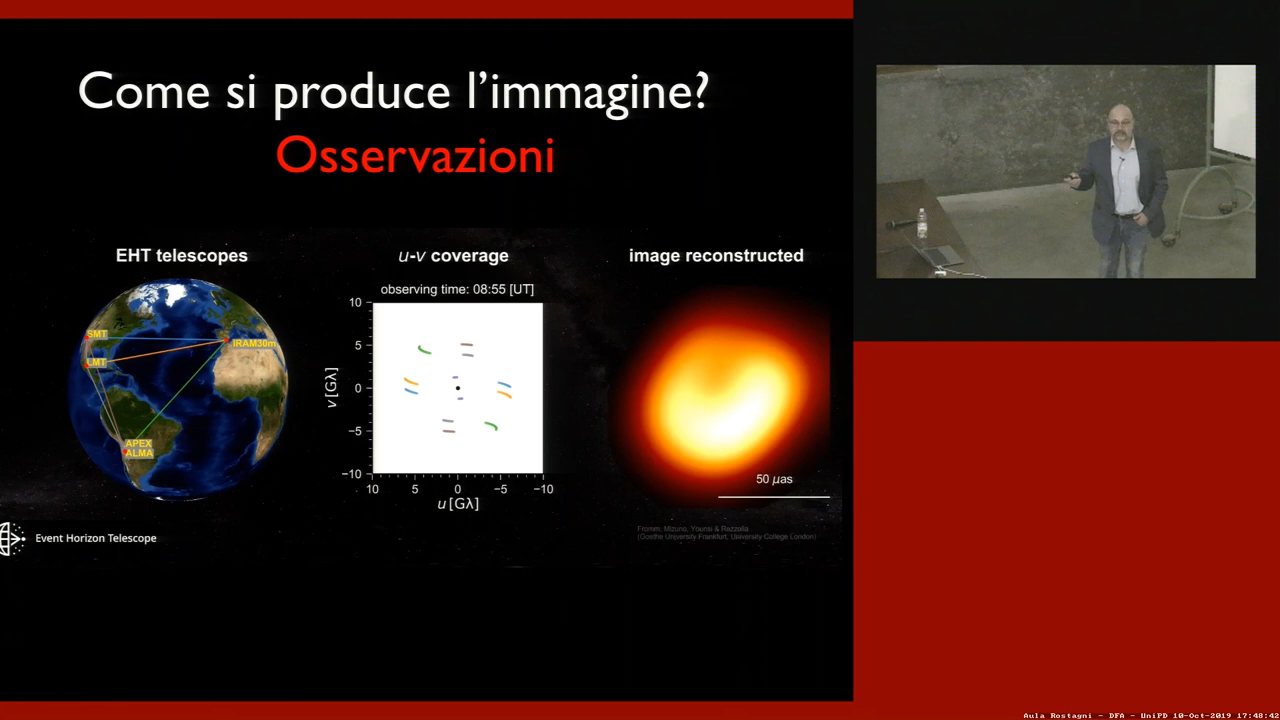 Come si produce l'immagine?
Osservazioni
EHT telescopes
u-v coverage
image reconstructed
observing time: 08:55 [UT]
SMT
IRAM30m
LMT
APEX
ALMA
10
5
0
−5
−10
v [Gλ]
10
5
0
−5
−10
u [Gλ]
50 μas
Fromm, Mizuno, Younsi & Rezzolla
(Goethe University Frankfurt, University College London)
Event Horizon Telescope
Aula Rostagni - DFA - UniPD 10-Oct-2019 17:48:42